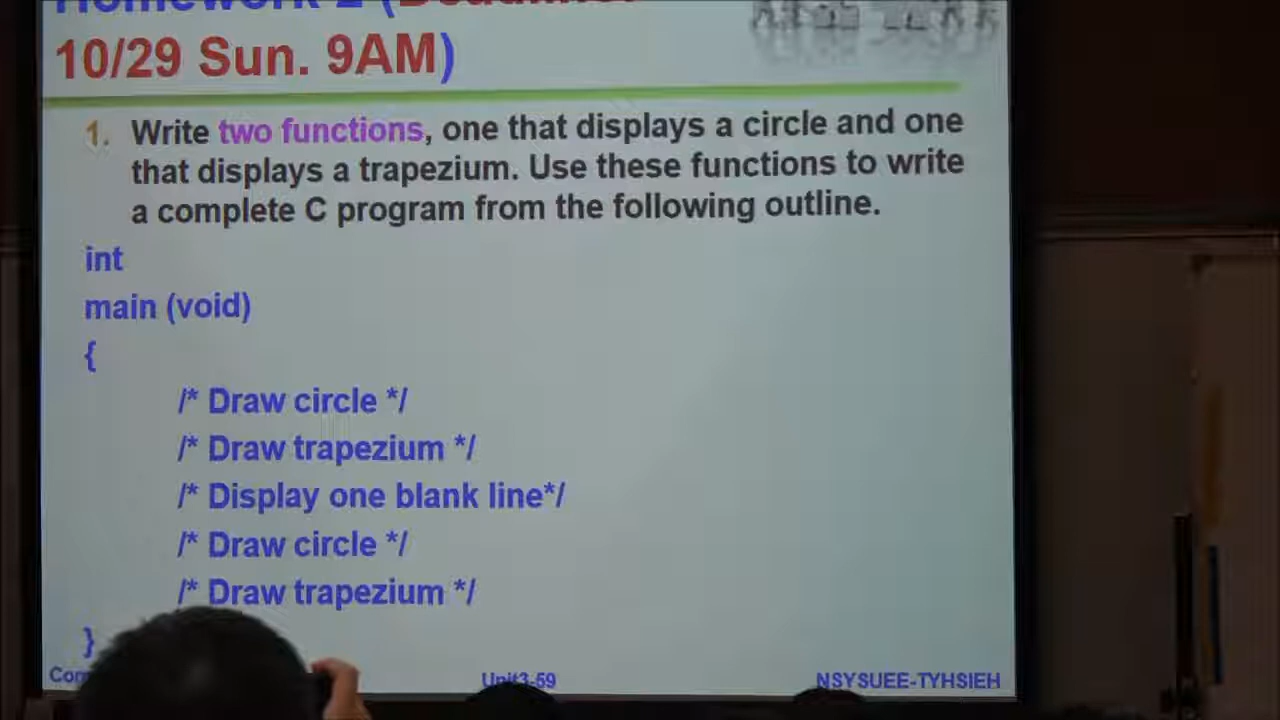 10/29 Sun. 9AM)
1. Write two functions, one that displays a circle and one
that displays a trapezium. Use these functions to write
a complete C program from the following outline.
int
main (void)
{
/* Draw circle */
/* Draw trapezium */
/* Display one blank line*/
/* Draw circle */
/* Draw trapezium */
}
Unit3-59
NSYSUEE-TYHSIEH